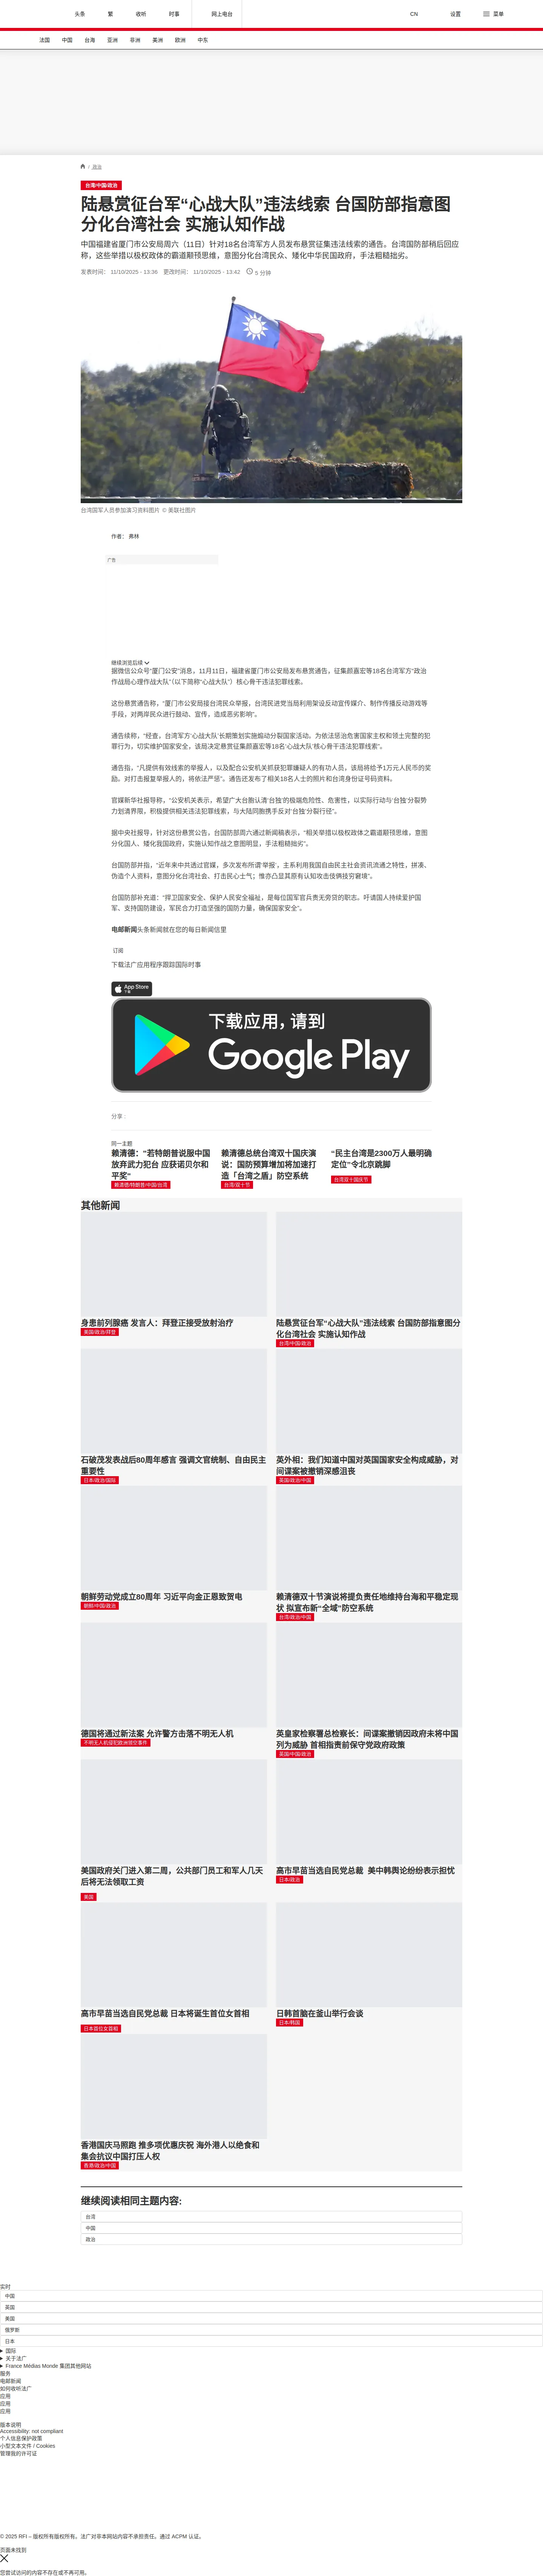 头条
繁
收听
时事
网上电台
CN
设置
菜单
法国
中国
台海
亚洲
非洲
美洲
欧洲
中东
/ 政治
台湾/中国/政治
陆悬赏征台军“心战大队”违法线索 台国防部指意图
分化台湾社会 实施认知作战
中国福建省厦门市公安局周六（11日）针对18名台湾军方人员发布悬赏征集违法线索的通告。台湾国防部稍后回应
称，这些举措以极权政体的霸道颟顸思维，意图分化台湾民众、矮化中华民国政府，手法粗糙拙劣。
发表时间： 11/10/2025 - 13:36 更改时间： 11/10/2025 - 13:42 5 分钟
台湾国军人员参加演习资料图片 © 美联社图片
作者： 弗林
广告
继续浏览后续
据微信公众号“厦门公安”消息，11月11日，福建省厦门市公安局发布悬赏通告，征集颜嘉宏等18名台湾军方“政治
作战局心理作战大队”（以下简称“心战大队”）核心骨干违法犯罪线索。
这份悬赏通告称，“厦门市公安局接台湾民众举报，台湾民进党当局利用架设反动宣传媒介、制作传播反动游戏等
手段，对两岸民众进行鼓动、宣传，造成恶劣影响”。
通告续称，“经查，台湾军方‘心战大队’长期策划实施煽动分裂国家活动。为依法惩治危害国家主权和领土完整的犯
罪行为，切实维护国家安全，该局决定悬赏征集颜嘉宏等18名‘心战大队’核心骨干违法犯罪线索”。
通告指，“凡提供有效线索的举报人，以及配合公安机关抓获犯罪嫌疑人的有功人员，该局将给予1万元人民币的奖
励。对打击报复举报人的，将依法严惩”。通告还发布了相关18名人士的照片和台湾身份证号码资料。
官媒新华社报导称，“公安机关表示，希望广大台胞认清‘台独’的极端危险性、危害性，以实际行动与‘台独’分裂势
力划清界限，积极提供相关违法犯罪线索，与大陆同胞携手反对‘台独’分裂行径”。
据中央社报导，针对这份悬赏公告，台国防部周六通过新闻稿表示，“相关举措以极权政体之霸道颟顸思维，意图
分化国人、矮化我国政府，实施认知作战之意图明显，手法粗糙拙劣”。
台国防部并指，“近年来中共透过官媒，多次发布所谓‘举报’，主系利用我国自由民主社会资讯流通之特性，拼凑、
伪造个人资料，意图分化台湾社会、打击民心士气；惟亦凸显其原有认知攻击伎俩技穷窘境”。
台国防部补充道：“捍卫国家安全、保护人民安全福祉，是每位国军官兵责无旁贷的职志。吁请国人持续爱护国
军、支持国防建设，军民合力打造坚强的国防力量，确保国家安全”。
电邮新闻头条新闻就在您的每日新闻信里
订阅
下载法广应用程序跟踪国际时事
App Store
下载
下载应用，请到
Google Play
分享 :
同一主题
赖清德：“若特朗普说服中国
放弃武力犯台 应获诺贝尔和
平奖”
赖清德/特朗普/中国/台湾
赖清德总统台湾双十国庆演
说：国防预算增加将加速打
造「台湾之盾」防空系统
台湾/双十节
“民主台湾是2300万人最明确
定位”令北京跳脚
台湾双十国庆节
其他新闻
身患前列腺癌 发言人：拜登正接受放射治疗
美国/政治/拜登
陆悬赏征台军“心战大队”违法线索 台国防部指意图分
化台湾社会 实施认知作战
台湾/中国/政治
石破茂发表战后80周年感言 强调文官统制、自由民主
重要性
日本/政治/国际
英外相：我们知道中国对英国国家安全构成威胁，对
间谍案被撤销深感沮丧
英国/政治/中国
朝鲜劳动党成立80周年 习近平向金正恩致贺电
朝鲜/中国/政治
赖清德双十节演说将提负责任地维持台海和平稳定现
状 拟宣布新“全域”防空系统
台湾/政治/中国
德国将通过新法案 允许警方击落不明无人机
不明无人机侵犯欧洲领空事件
英皇家检察署总检察长：间谍案撤销因政府未将中国
列为威胁 首相指责前保守党政府政策
英国/中国/政治
美国政府关门进入第二周，公共部门员工和军人几天
后将无法领取工资
美国
高市早苗当选自民党总裁 美中韩舆论纷纷表示担忧
日本/政治
高市早苗当选自民党总裁 日本将诞生首位女首相
日本首位女首相
日韩首脑在釜山举行会谈
日本/韩国
香港国庆马照跑 推多项优惠庆祝 海外港人以绝食和
集会抗议中国打压人权
香港/政治/中国
继续阅读相同主题内容:
台湾
中国
政治
实时
中国
英国
美国
俄罗斯
日本
国际
关于法广
France Médias Monde 集团其他网站
服务
电邮新闻
如何收听法广
应用
应用
应用
版本说明
Accessibility: not compliant
个人信息保护政策
小型文本文件 / Cookies
管理我的许可证
© 2025 RFI – 版权所有版权所有。法广对非本网站内容不承担责任。通过 ACPM 认证。
页面未找到
您尝试访问的内容不存在或不再可用。